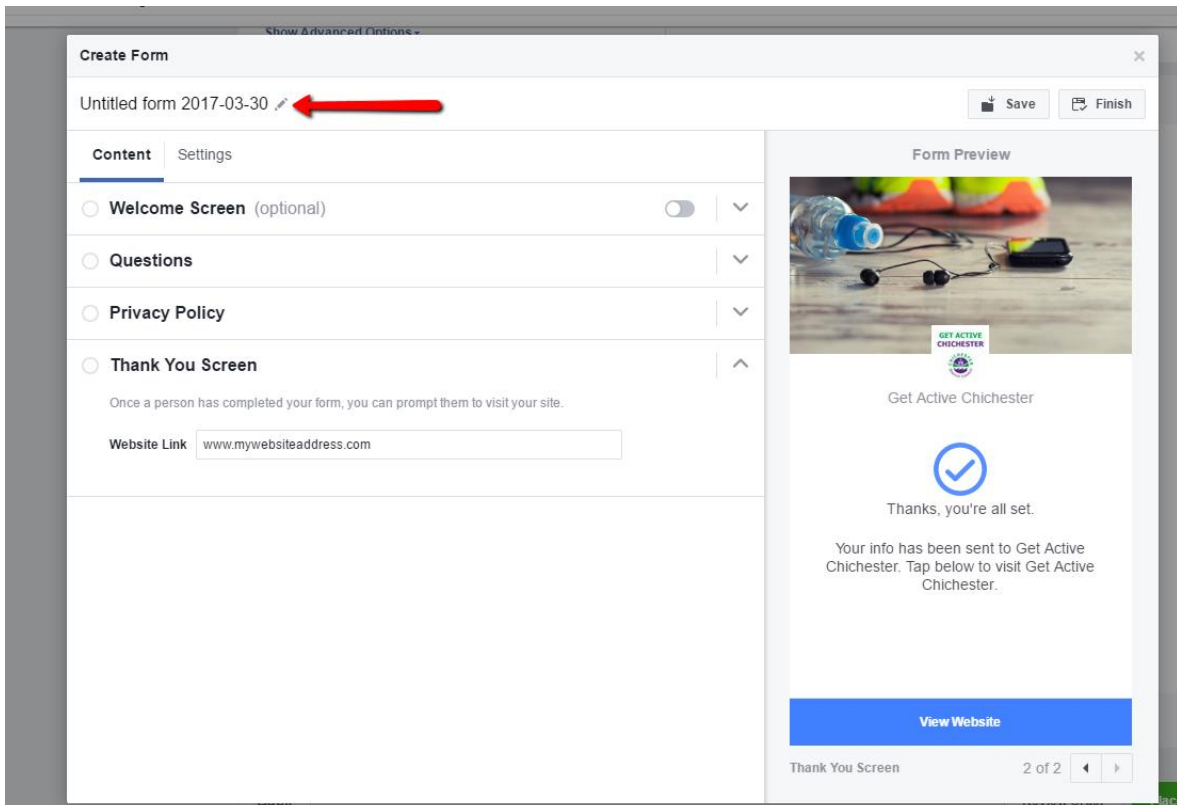 Show Advanced Options
Create Form
Untitled form 2017-03-30
Save
Finish
Content
Settings
Form Preview
Welcome Screen (optional)
Questions
Privacy Policy
Thank You Screen
Once a person has completed your form, you can prompt them to visit your site.
Website Link www.mywebsiteaddress.com
GET ACTIVE
CHICHESTER
Get Active Chichester
Thanks, you're all set.
Your info has been sent to Get Active
Chichester. Tap below to visit Get Active
Chichester.
View Website
Thank You Screen
2 of 2